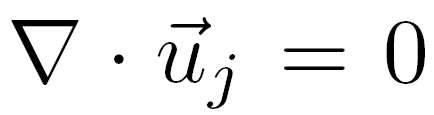 ∇ · u⃗ⱼ = 0